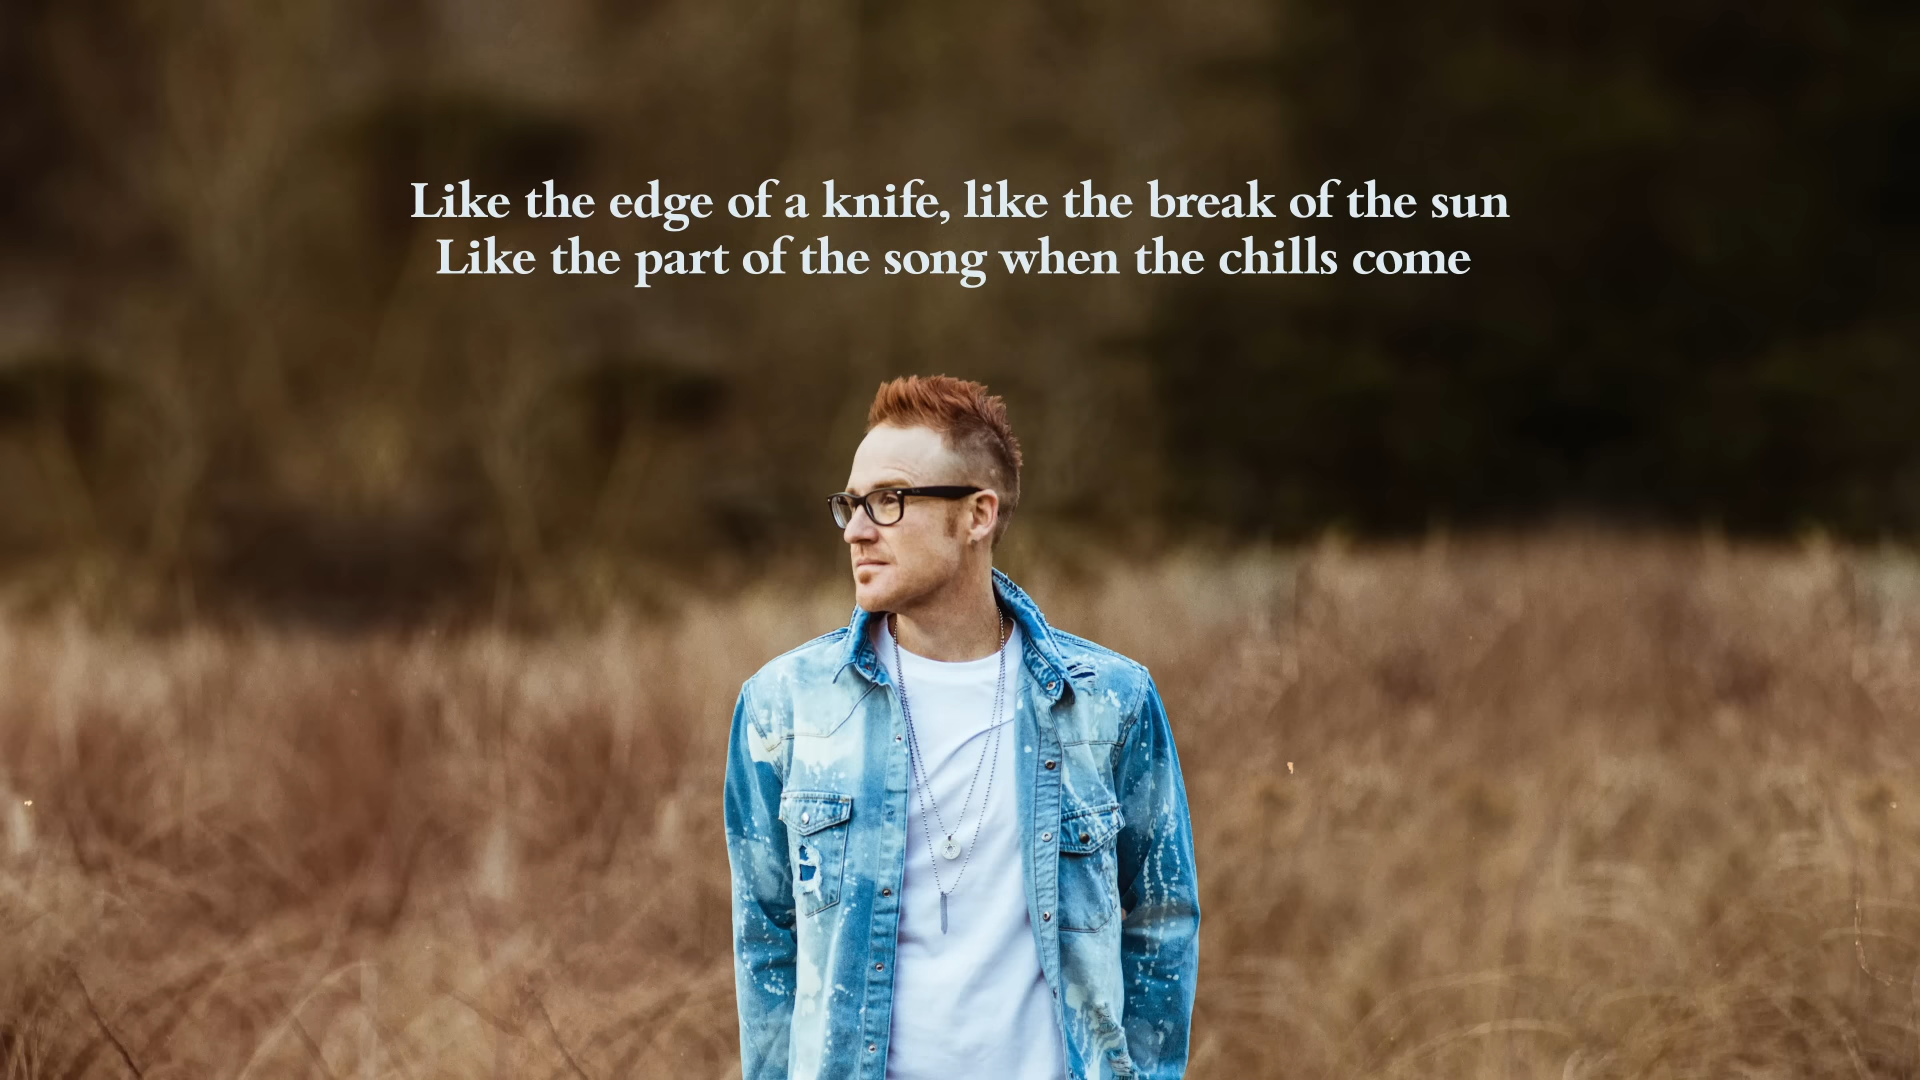 Like the edge of a knife, like the break of the sun
Like the part of the song when the chills come